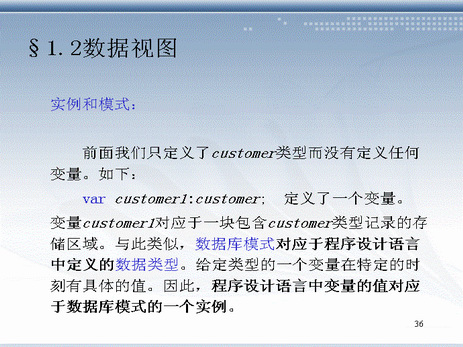 §1.2数据视图
实例和模式：
前面我们只定义了customer类型而没有定义任何
变量。如下：
var customer1:customer; 定义了一个变量。
变量customer1对应于一块包含customer类型记录的存
储区域。与此类似，数据库模式对应于程序设计语言
中定义的数据类型。给定类型的一个变量在特定的时
刻有具体的值。因此，程序设计语言中变量的值对应
于数据库模式的一个实例。
36